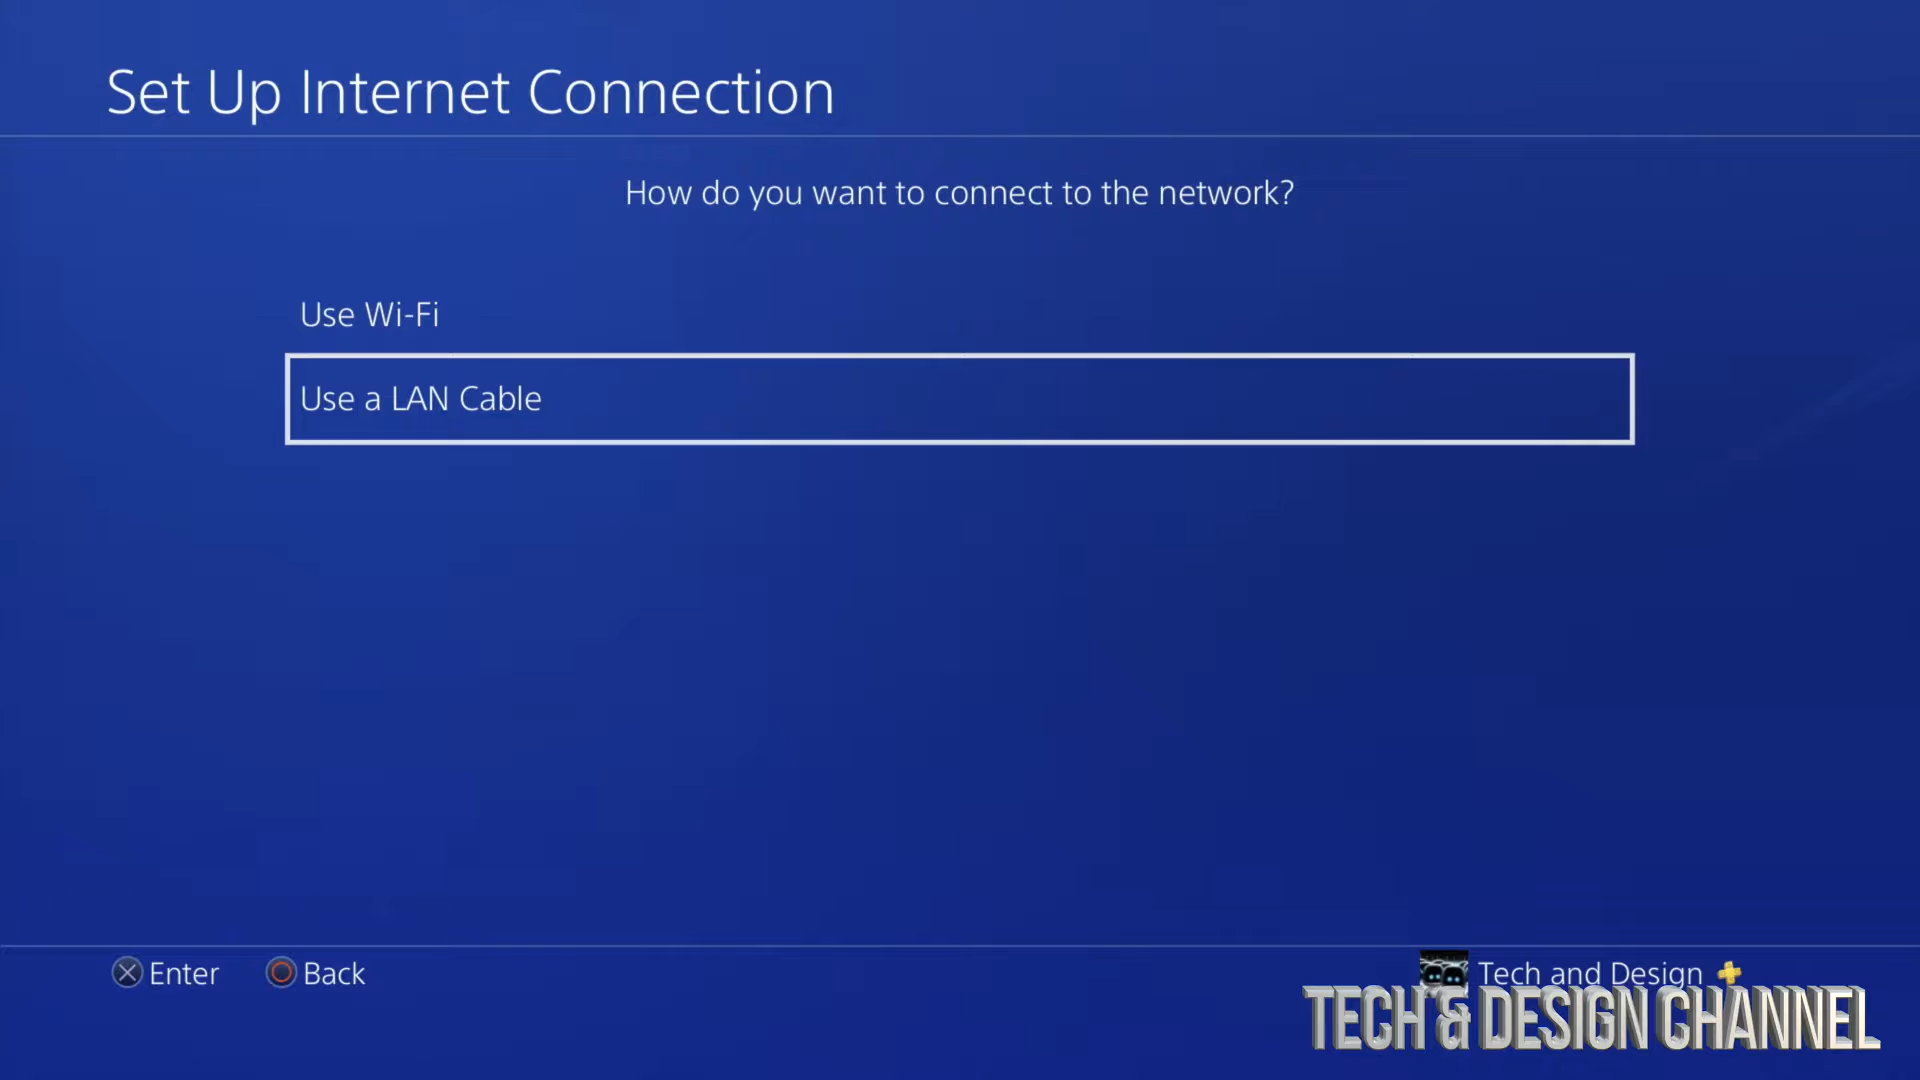 Set Up Internet Connection
How do you want to connect to the network?
Use Wi-Fi
Use a LAN Cable
Enter
Back
Tech and Design
TECH & DESIGN CHANNEL